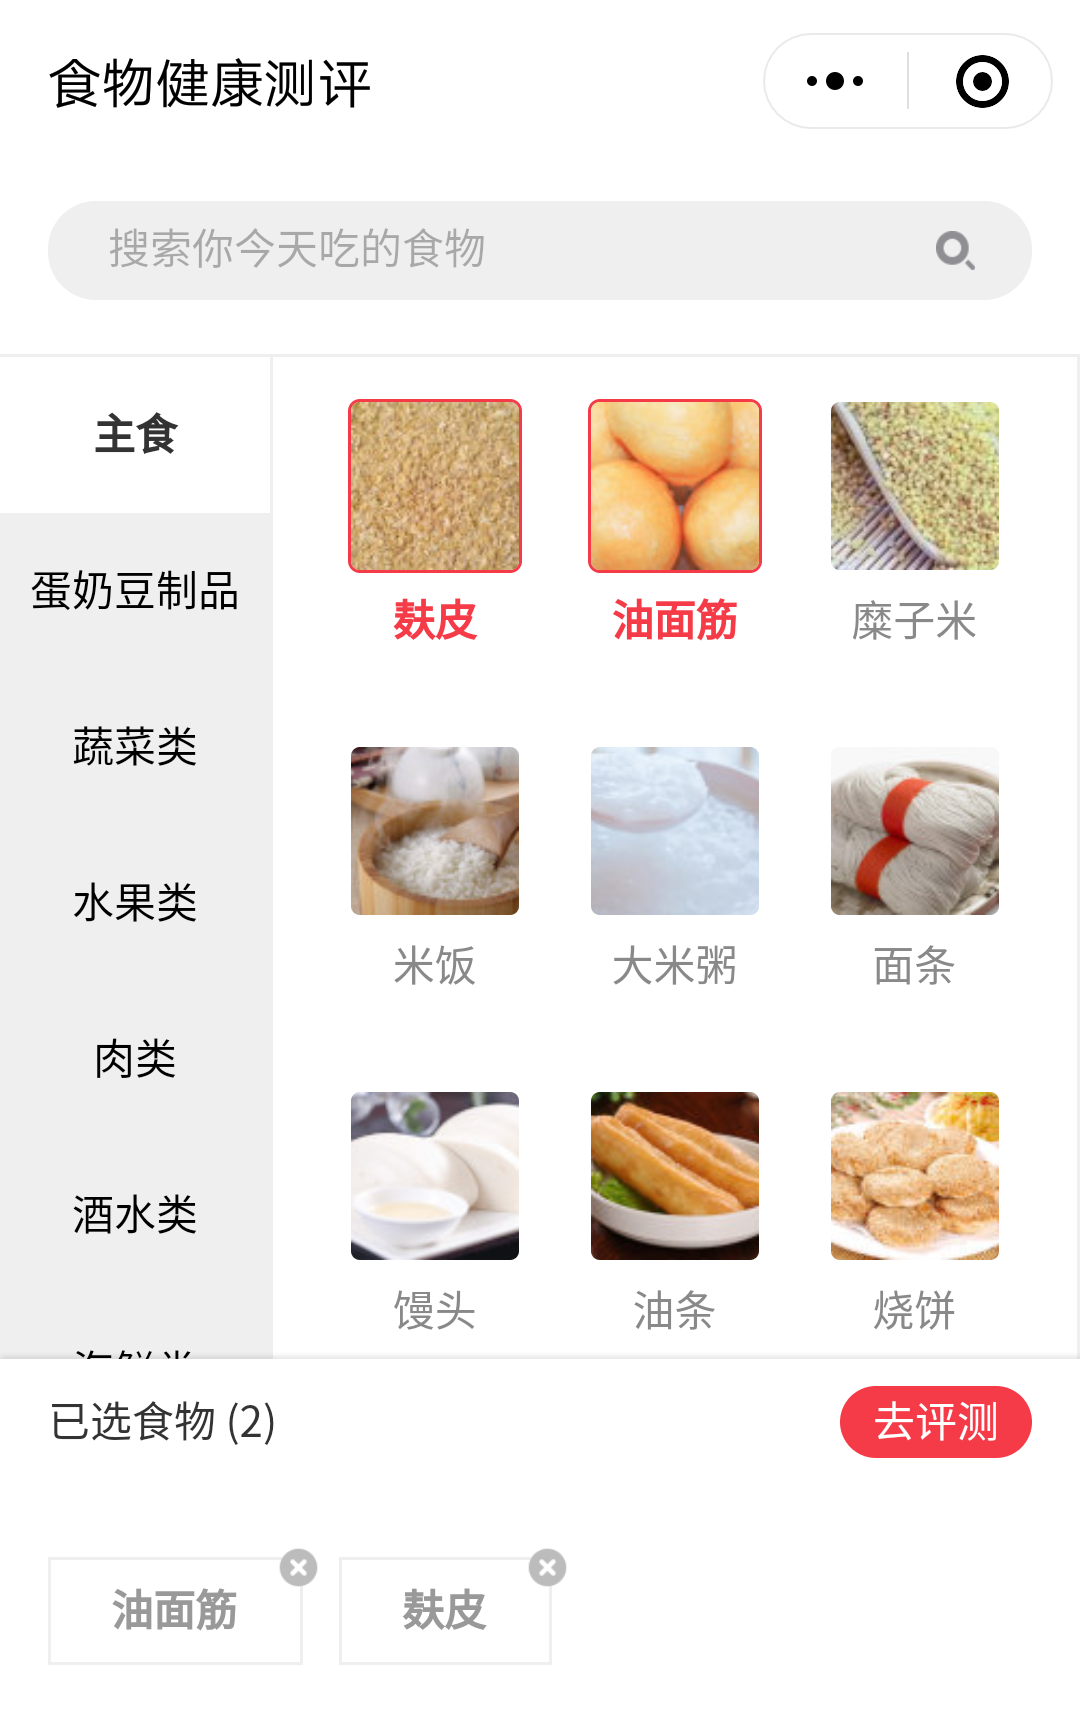 食物健康测评
搜索你今天吃的食物
主食
蛋奶豆制品
蔬菜类
水果类
肉类
酒水类
麸皮
油面筋
糜子米
米饭
大米粥
面条
馒头
油条
烧饼
已选食物 (2)
去评测
油面筋
麸皮